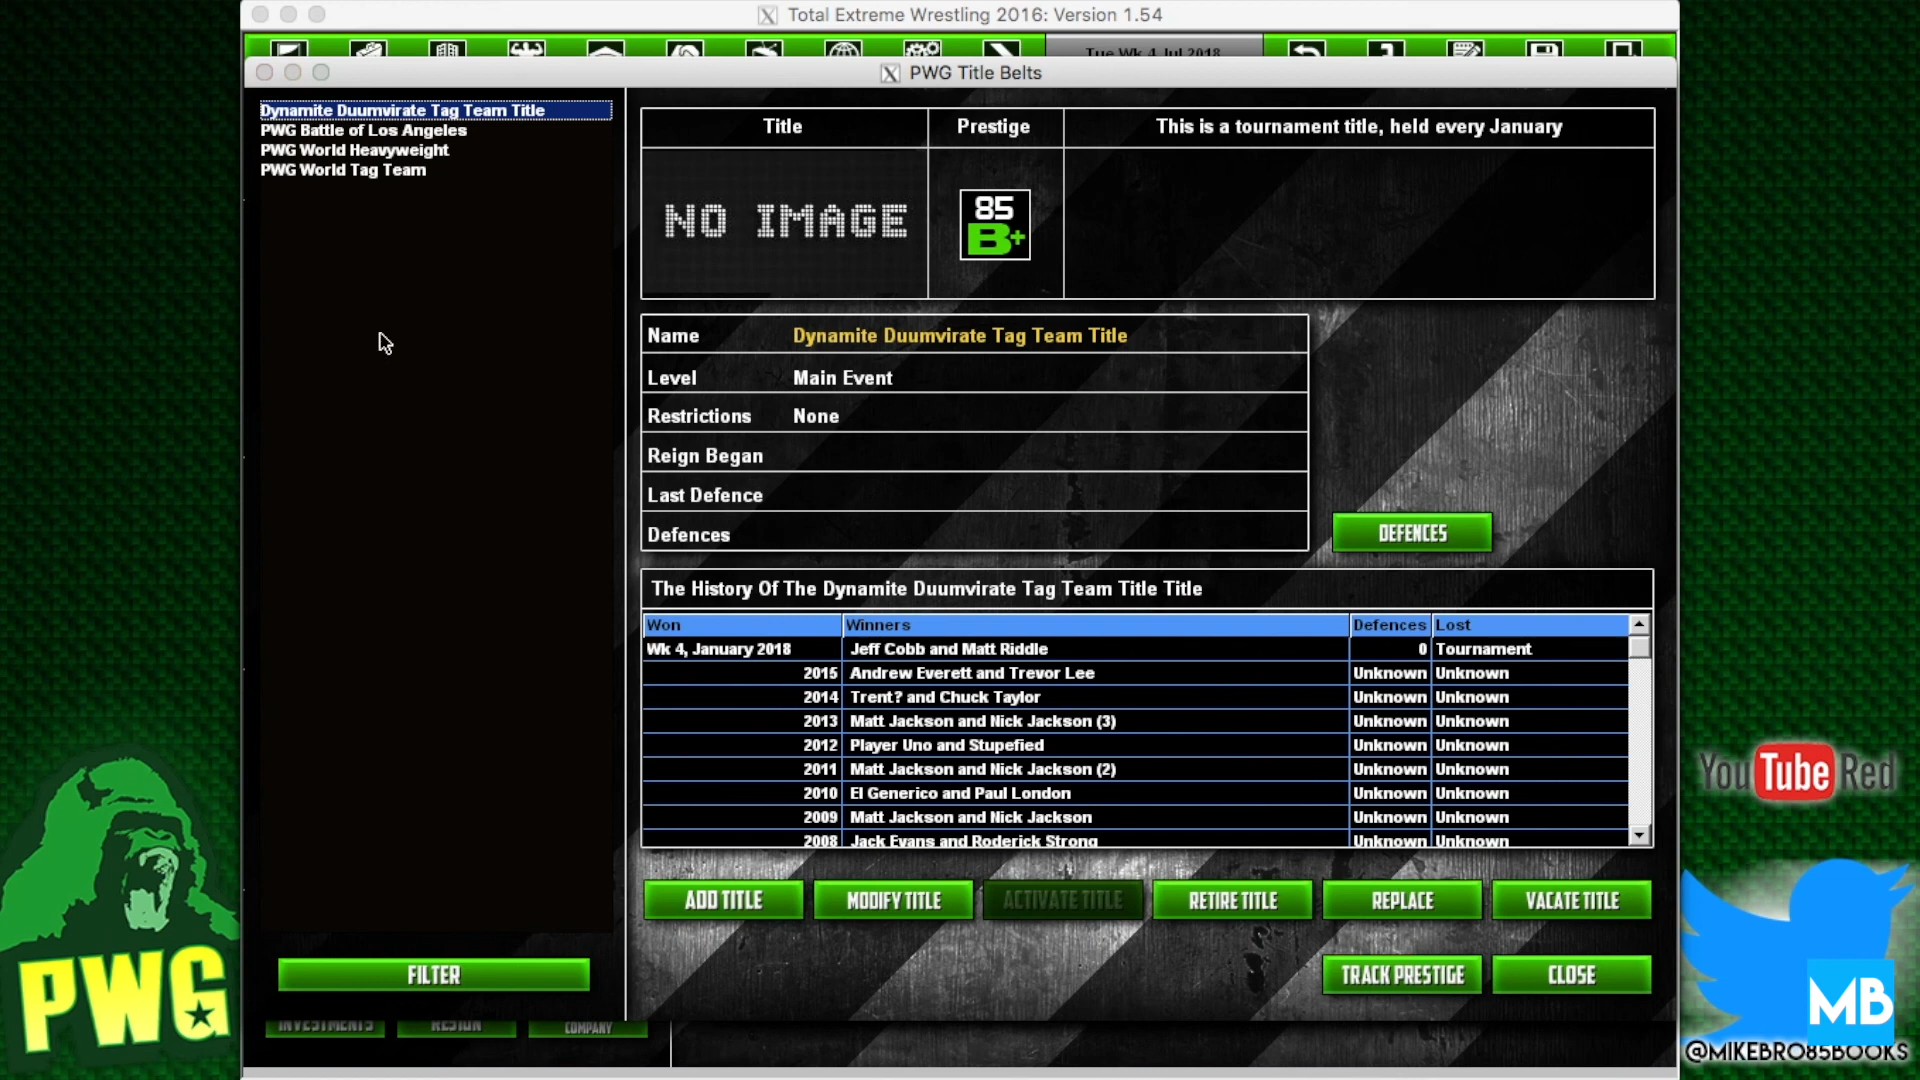 Total Extreme Wrestling 2016: Version 1.54
Tue Wk 4 Jul 2018
PWG Title Belts
Dynamite Duumvirate Tag Team Title
PWG Battle of Los Angeles
PWG World Heavyweight
PWG World Tag Team
Title Prestige This is a tournament title, held every January
NO IMAGE
85
B+
Name Dynamite Duumvirate Tag Team Title
Level Main Event
Restrictions None
Reign Began
Last Defence
Defences
DEFENCES
The History Of The Dynamite Duumvirate Tag Team Title Title
Won Winners Defences Lost
Wk 4, January 2018 Jeff Cobb and Matt Riddle 0 Tournament
2015 Andrew Everett and Trevor Lee Unknown Unknown
2014 Trent? and Chuck Taylor Unknown Unknown
2013 Matt Jackson and Nick Jackson (3) Unknown Unknown
2012 Player Uno and Stupefied Unknown Unknown
2011 Matt Jackson and Nick Jackson (2) Unknown Unknown
2010 El Generico and Paul London Unknown Unknown
2009 Matt Jackson and Nick Jackson Unknown Unknown
2008 Jack Evans and Roderick Strong Unknown Unknown
ADD TITLE MODIFY TITLE ACTIVATE TITLE RETIRE TITLE REPLACE VACATE TITLE
FILTER
TRACK PRESTIGE CLOSE
INVESTMENTS RESIGN COMPANY
PWG
YouTube Red
MB
@MIKEBRO85BOOKS